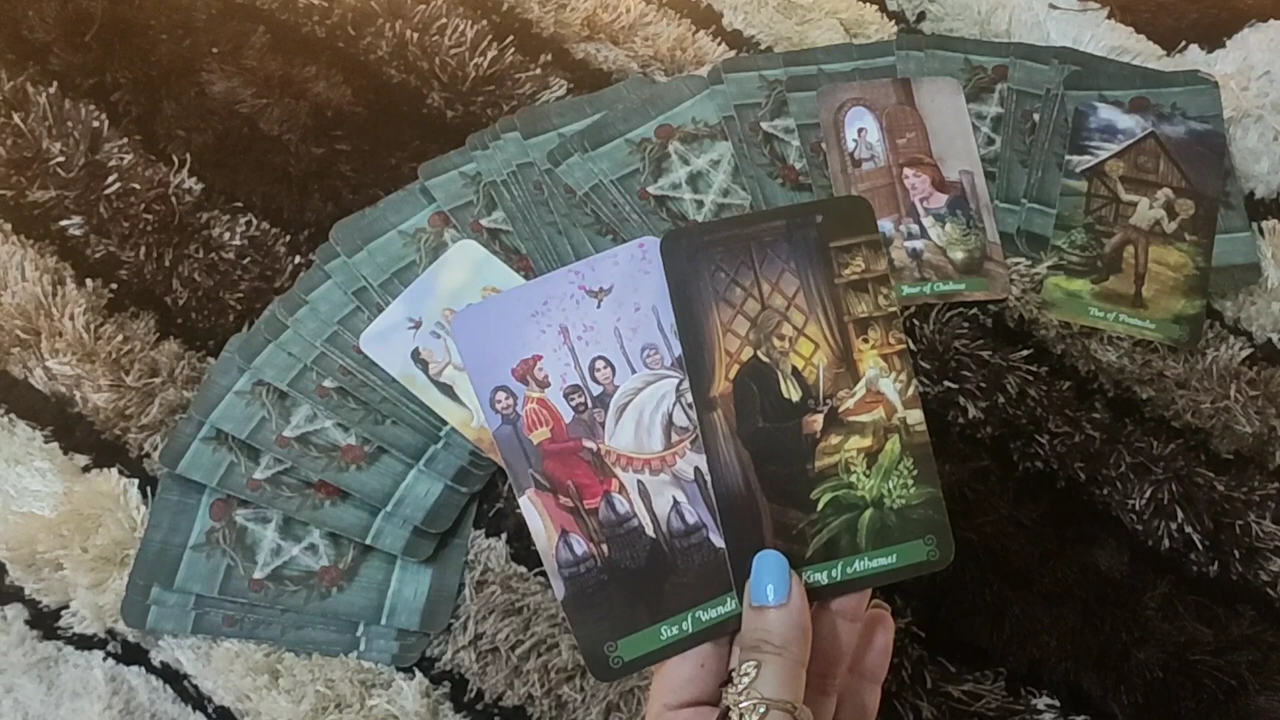 Four of Chalices
Two of Pentacles
Six of Wands
King of Athames